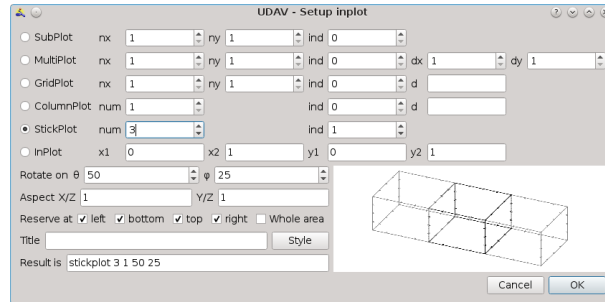 UDAV - Setup inplot
SubPlot nx 1 ny 1 ind 0
MultiPlot nx 1 ny 1 ind 0 dx 1 dy 1
GridPlot nx 1 ny 1 ind 0 d
ColumnPlot num 1 ind 0 d
StickPlot num 3 ind 1
InPlot x1 0 x2 1 y1 0 y2 1
Rotate on θ 50 φ 25
Aspect X/Z 1 Y/Z 1
Reserve at left bottom top right Whole area
Title Style
Result is stickplot 3 1 50 25
Cancel OK